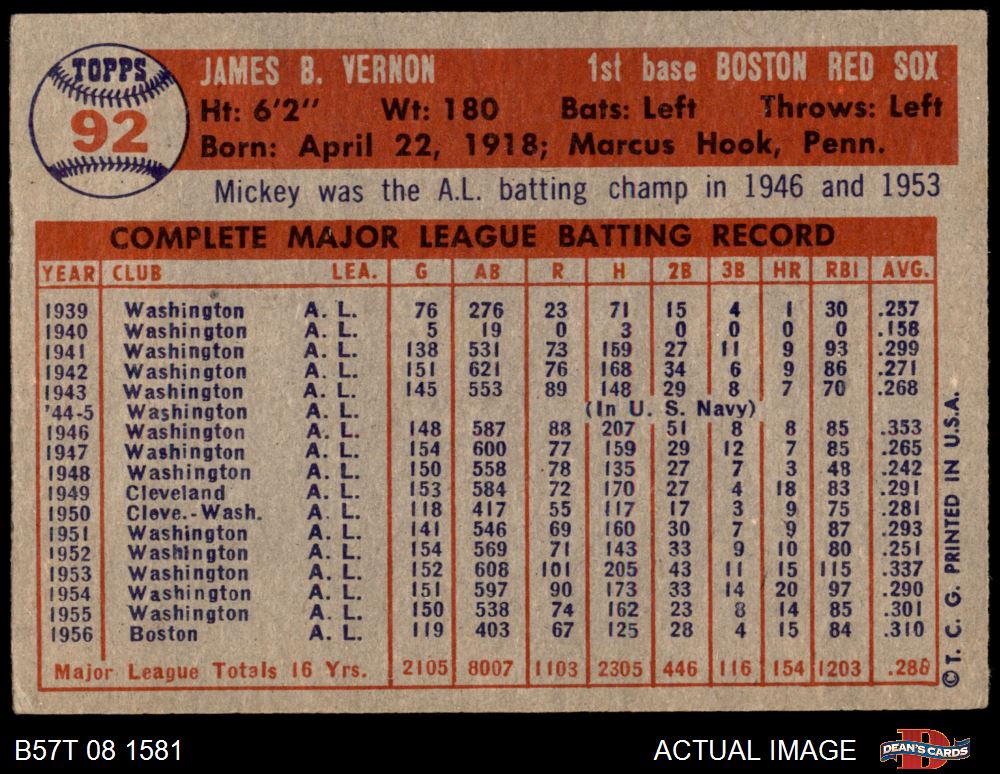 TOPPS
92
JAMES B. VERNON 1st base BOSTON RED SOX
Ht: 6'2'' Wt: 180 Bats: Left Throws: Left
Born: April 22, 1918; Marcus Hook, Penn.
Mickey was the A.L. batting champ in 1946 and 1953
COMPLETE MAJOR LEAGUE BATTING RECORD
YEAR CLUB LEA. G AB R H 2B 3B HR RBI AVG.
1939 Washington A. L. 76 276 23 71 15 4 1 30 .257
1940 Washington A. L. 5 19 0 3 0 0 0 0 .158
1941 Washington A. L. 138 531 73 159 27 11 9 93 .299
1942 Washington A. L. 151 621 76 168 34 6 9 86 .271
1943 Washington A. L. 145 553 89 148 29 8 7 70 .268
'44-5 Washington A. L. (In U. S. Navy)
1946 Washington A. L. 148 587 88 207 51 8 8 85 .353
1947 Washington A. L. 154 600 77 159 29 12 7 85 .265
1948 Washington A. L. 150 558 78 135 27 7 3 48 .242
1949 Cleveland A. L. 153 584 72 170 27 4 18 83 .291
1950 Cleve.-Wash. A. L. 118 417 55 117 17 3 9 75 .281
1951 Washington A. L. 141 546 69 160 30 7 9 87 .293
1952 Washington A. L. 154 569 71 143 33 9 10 80 .251
1953 Washington A. L. 152 608 101 205 43 11 15 115 .337
1954 Washington A. L. 151 597 90 173 33 14 20 97 .290
1955 Washington A. L. 150 538 74 162 23 8 14 85 .301
1956 Boston A. L. 119 403 67 125 28 4 15 84 .310
Major League Totals 16 Yrs. 2105 8007 1103 2305 446 116 154 1203 .288
©T. C. G. PRINTED IN U.S.A.
B57T 08 1581 ACTUAL IMAGE DEAN'S CARDS